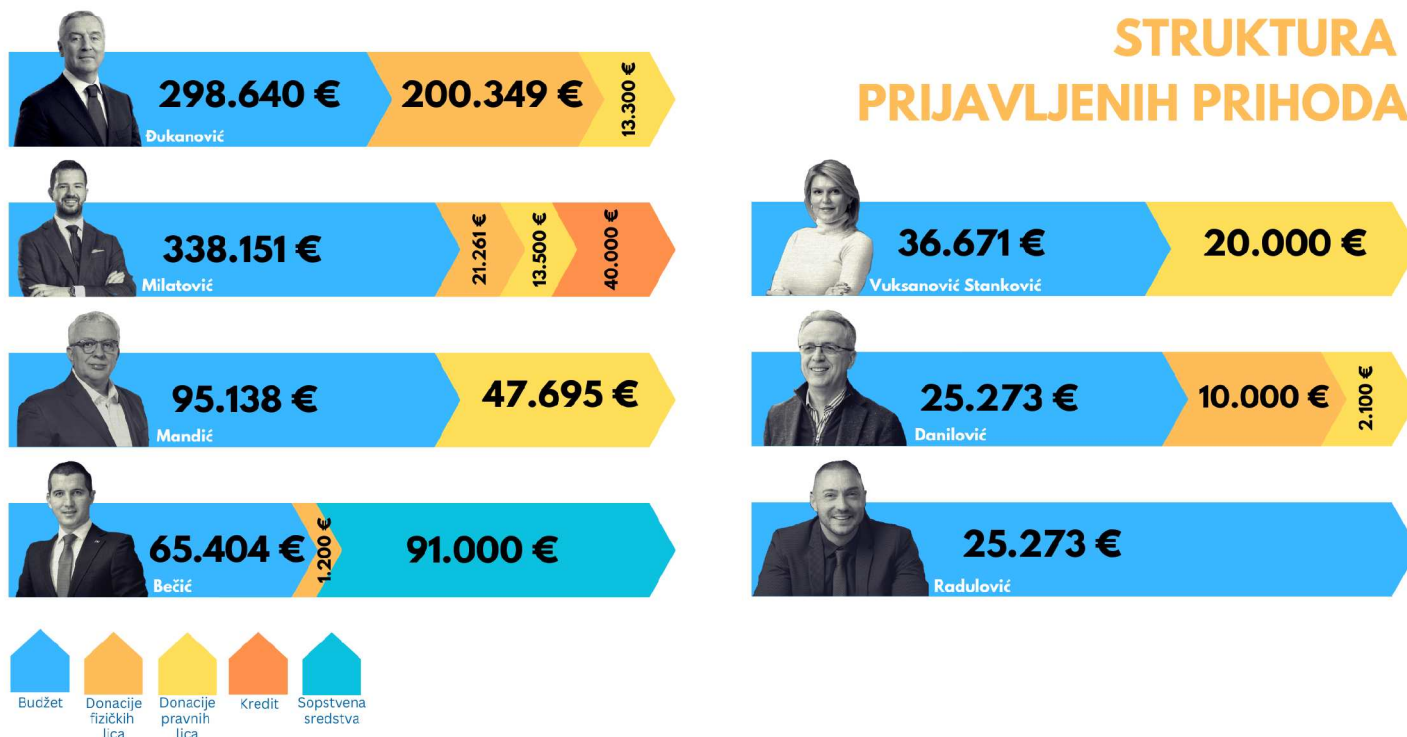 STRUKTURA
PRIJAVLJENIH PRIHODA
298.640 €
200.349 €
13.300 €
Đukanović
338.151 €
21.261 €
13.500 €
40.000 €
Milatović
95.138 €
47.695 €
Mandić
65.404 €
1.200 €
91.000 €
Bečić
36.671 €
20.000 €
Vuksanović Stanković
25.273 €
10.000 €
2.100 €
Danilović
25.273 €
Radulović
Budžet
Donacije
fizičkih
lica
Donacije
pravnih
lica
Kredit
Sopstvena
sredstva